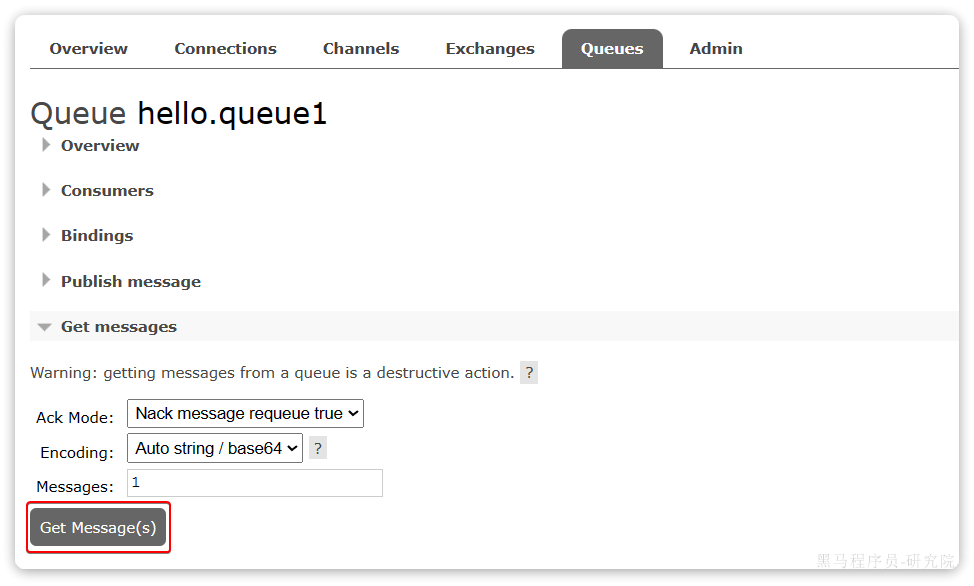 Overview Connections Channels Exchanges Queues Admin
Queue hello.queue1
Overview
Consumers
Bindings
Publish message
Get messages
Warning: getting messages from a queue is a destructive action. ?
Ack Mode: Nack message requeue true
Encoding: Auto string / base64 ?
Messages: 1
Get Message(s)
黑马程序员-研究院